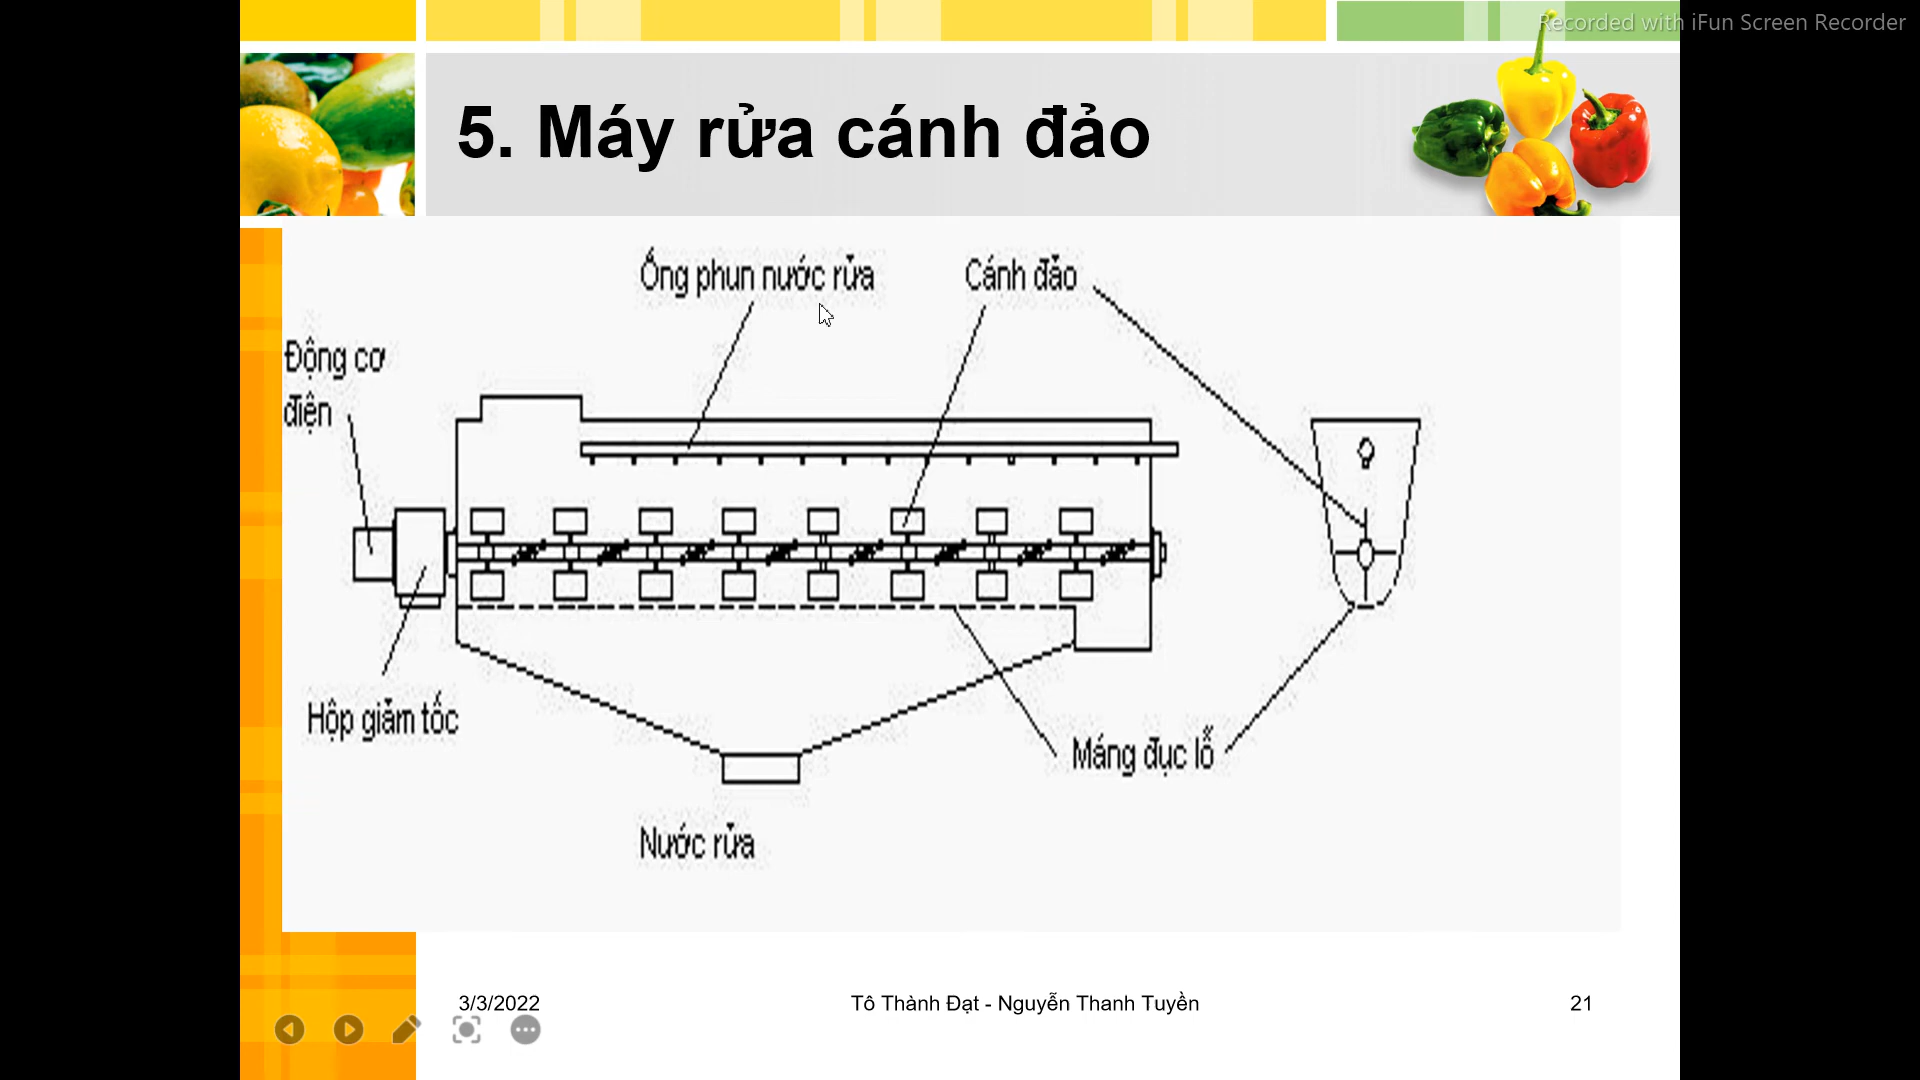 Recorded with iFun Screen Recorder
5. Máy rửa cánh đảo
Ống phun nước rửa
Cánh đảo
Động cơ
điện
Hộp giảm tốc
Máng đục lỗ
Nước rửa
3/3/2022
Tô Thành Đạt - Nguyễn Thanh Tuyền
21